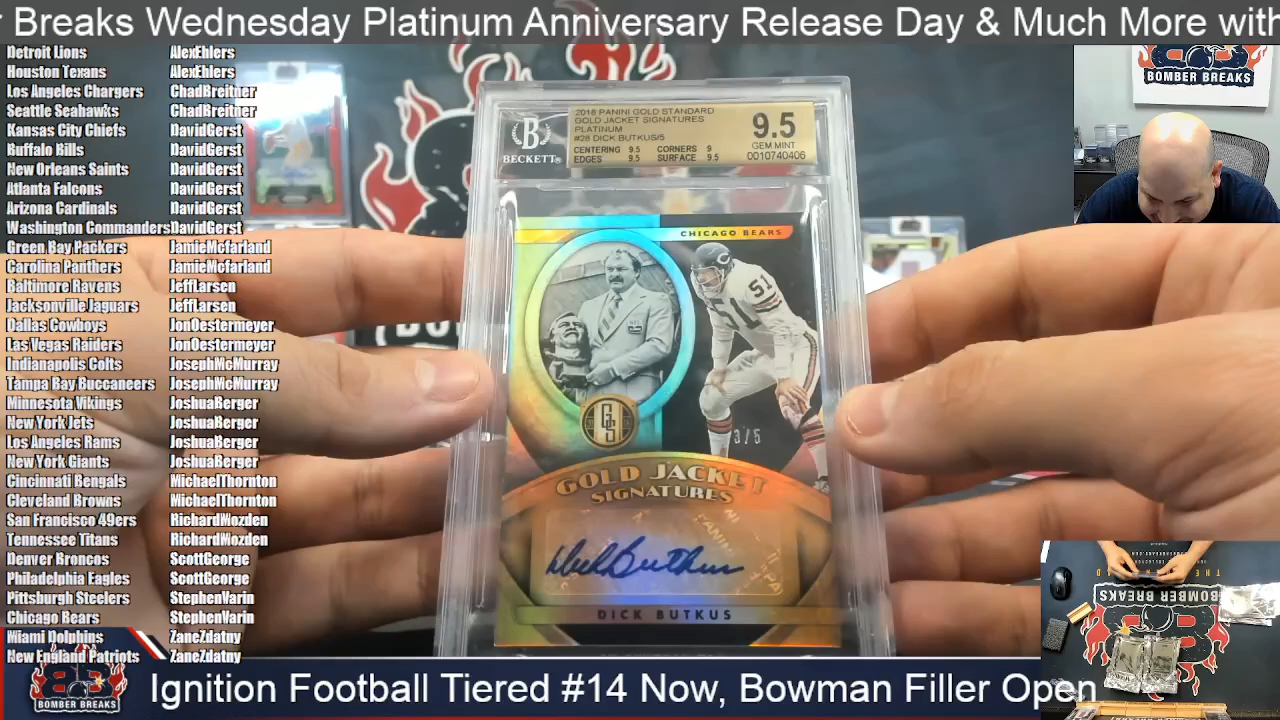 r Breaks Wednesday Platinum Anniversary Release Day & Much More with
Detroit Lions AlexEhlers
Houston Texans AlexEhlers
Los Angeles Chargers ChadBreitner
Seattle Seahawks ChadBreitner
Kansas City Chiefs DavidGerst
Buffalo Bills DavidGerst
New Orleans Saints DavidGerst
Atlanta Falcons DavidGerst
Arizona Cardinals DavidGerst
Washington Commanders DavidGerst
Green Bay Packers JamieMcfarland
Carolina Panthers JamieMcfarland
Baltimore Ravens JeffLarsen
Jacksonville Jaguars JeffLarsen
Dallas Cowboys JonOestermeyer
Las Vegas Raiders JonOestermeyer
Indianapolis Colts JosephMcMurray
Tampa Bay Buccaneers JosephMcMurray
Minnesota Vikings JoshuaBerger
New York Jets JoshuaBerger
Los Angeles Rams JoshuaBerger
New York Giants JoshuaBerger
Cincinnati Bengals MichaelThornton
Cleveland Browns MichaelThornton
San Francisco 49ers RichardWozden
Tennessee Titans RichardWozden
Denver Broncos ScottGeorge
Philadelphia Eagles ScottGeorge
Pittsburgh Steelers StephenVarin
Chicago Bears StephenVarin
Miami Dolphins ZaneZdatny
New England Patriots ZaneZdatny
B
BECKETT
2018 PANINI GOLD STANDARD
GOLD JACKET SIGNATURES
PLATINUM
#28 DICK BUTKUS/5
CENTERING 9.5 CORNERS 9
EDGES 9.5 SURFACE 9.5
9.5
GEM MINT
0010740406
CHICAGO BEARS
51
51
GS
3/5
GOLD JACKET
SIGNATURES
Dick Butkus
DICK BUTKUS
BOMBER BREAKS
BOMBER BREAKS
BOMBER BREAKS
Ignition Football Tiered #14 Now, Bowman Filler Open